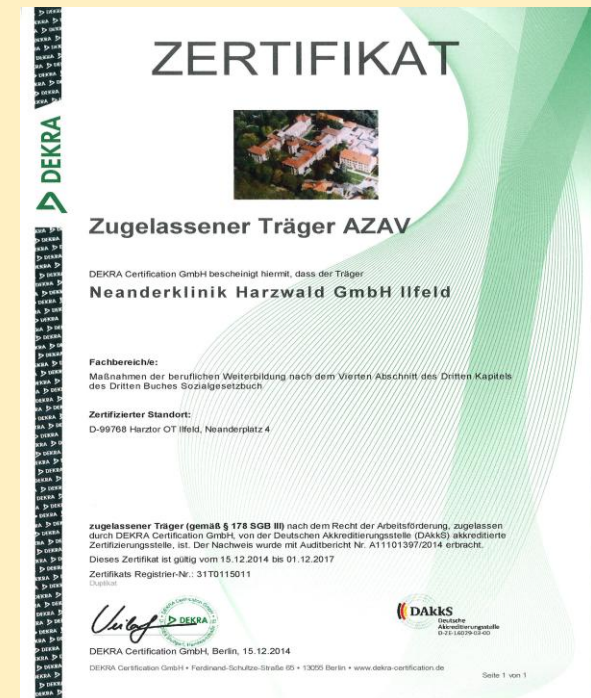 ZERTIFIKAT
DEKRA
Zugelassener Träger AZAV
DEKRA Certification GmbH bescheinigt hiermit, dass der Träger
Neanderklinik Harzwald GmbH Ilfeld
Fachbereich/e:
Maßnahmen der beruflichen Weiterbildung nach dem Vierten Abschnitt des Dritten Kapitels
des Dritten Buches Sozialgesetzbuch
Zertifizierter Standort:
D-99768 Harztor OT Ilfeld, Neanderplatz 4
zugelassener Träger (gemäß § 178 SGB III) nach dem Recht der Arbeitsförderung, zugelassen
durch DEKRA Certification GmbH, von der Deutschen Akkreditierungsstelle (DAkkS) akkreditierte
Zertifizierungsstelle, ist. Der Nachweis wurde mit Auditbericht Nr. A11101397/2014 erbracht.
Dieses Zertifikat ist gültig vom 15.12.2014 bis 01.12.2017
Zertifikats Registrier-Nr.: 31T0115011
Duplikat
DEKRA
DAkkS
Deutsche
Akkreditierungsstelle
D-ZE-16029-03-00
DEKRA Certification GmbH, Berlin, 15.12.2014
DEKRA Certification GmbH • Ferdinand-Schultze-Straße 65 • 13055 Berlin • www.dekra-certification.de
Seite 1 von 1